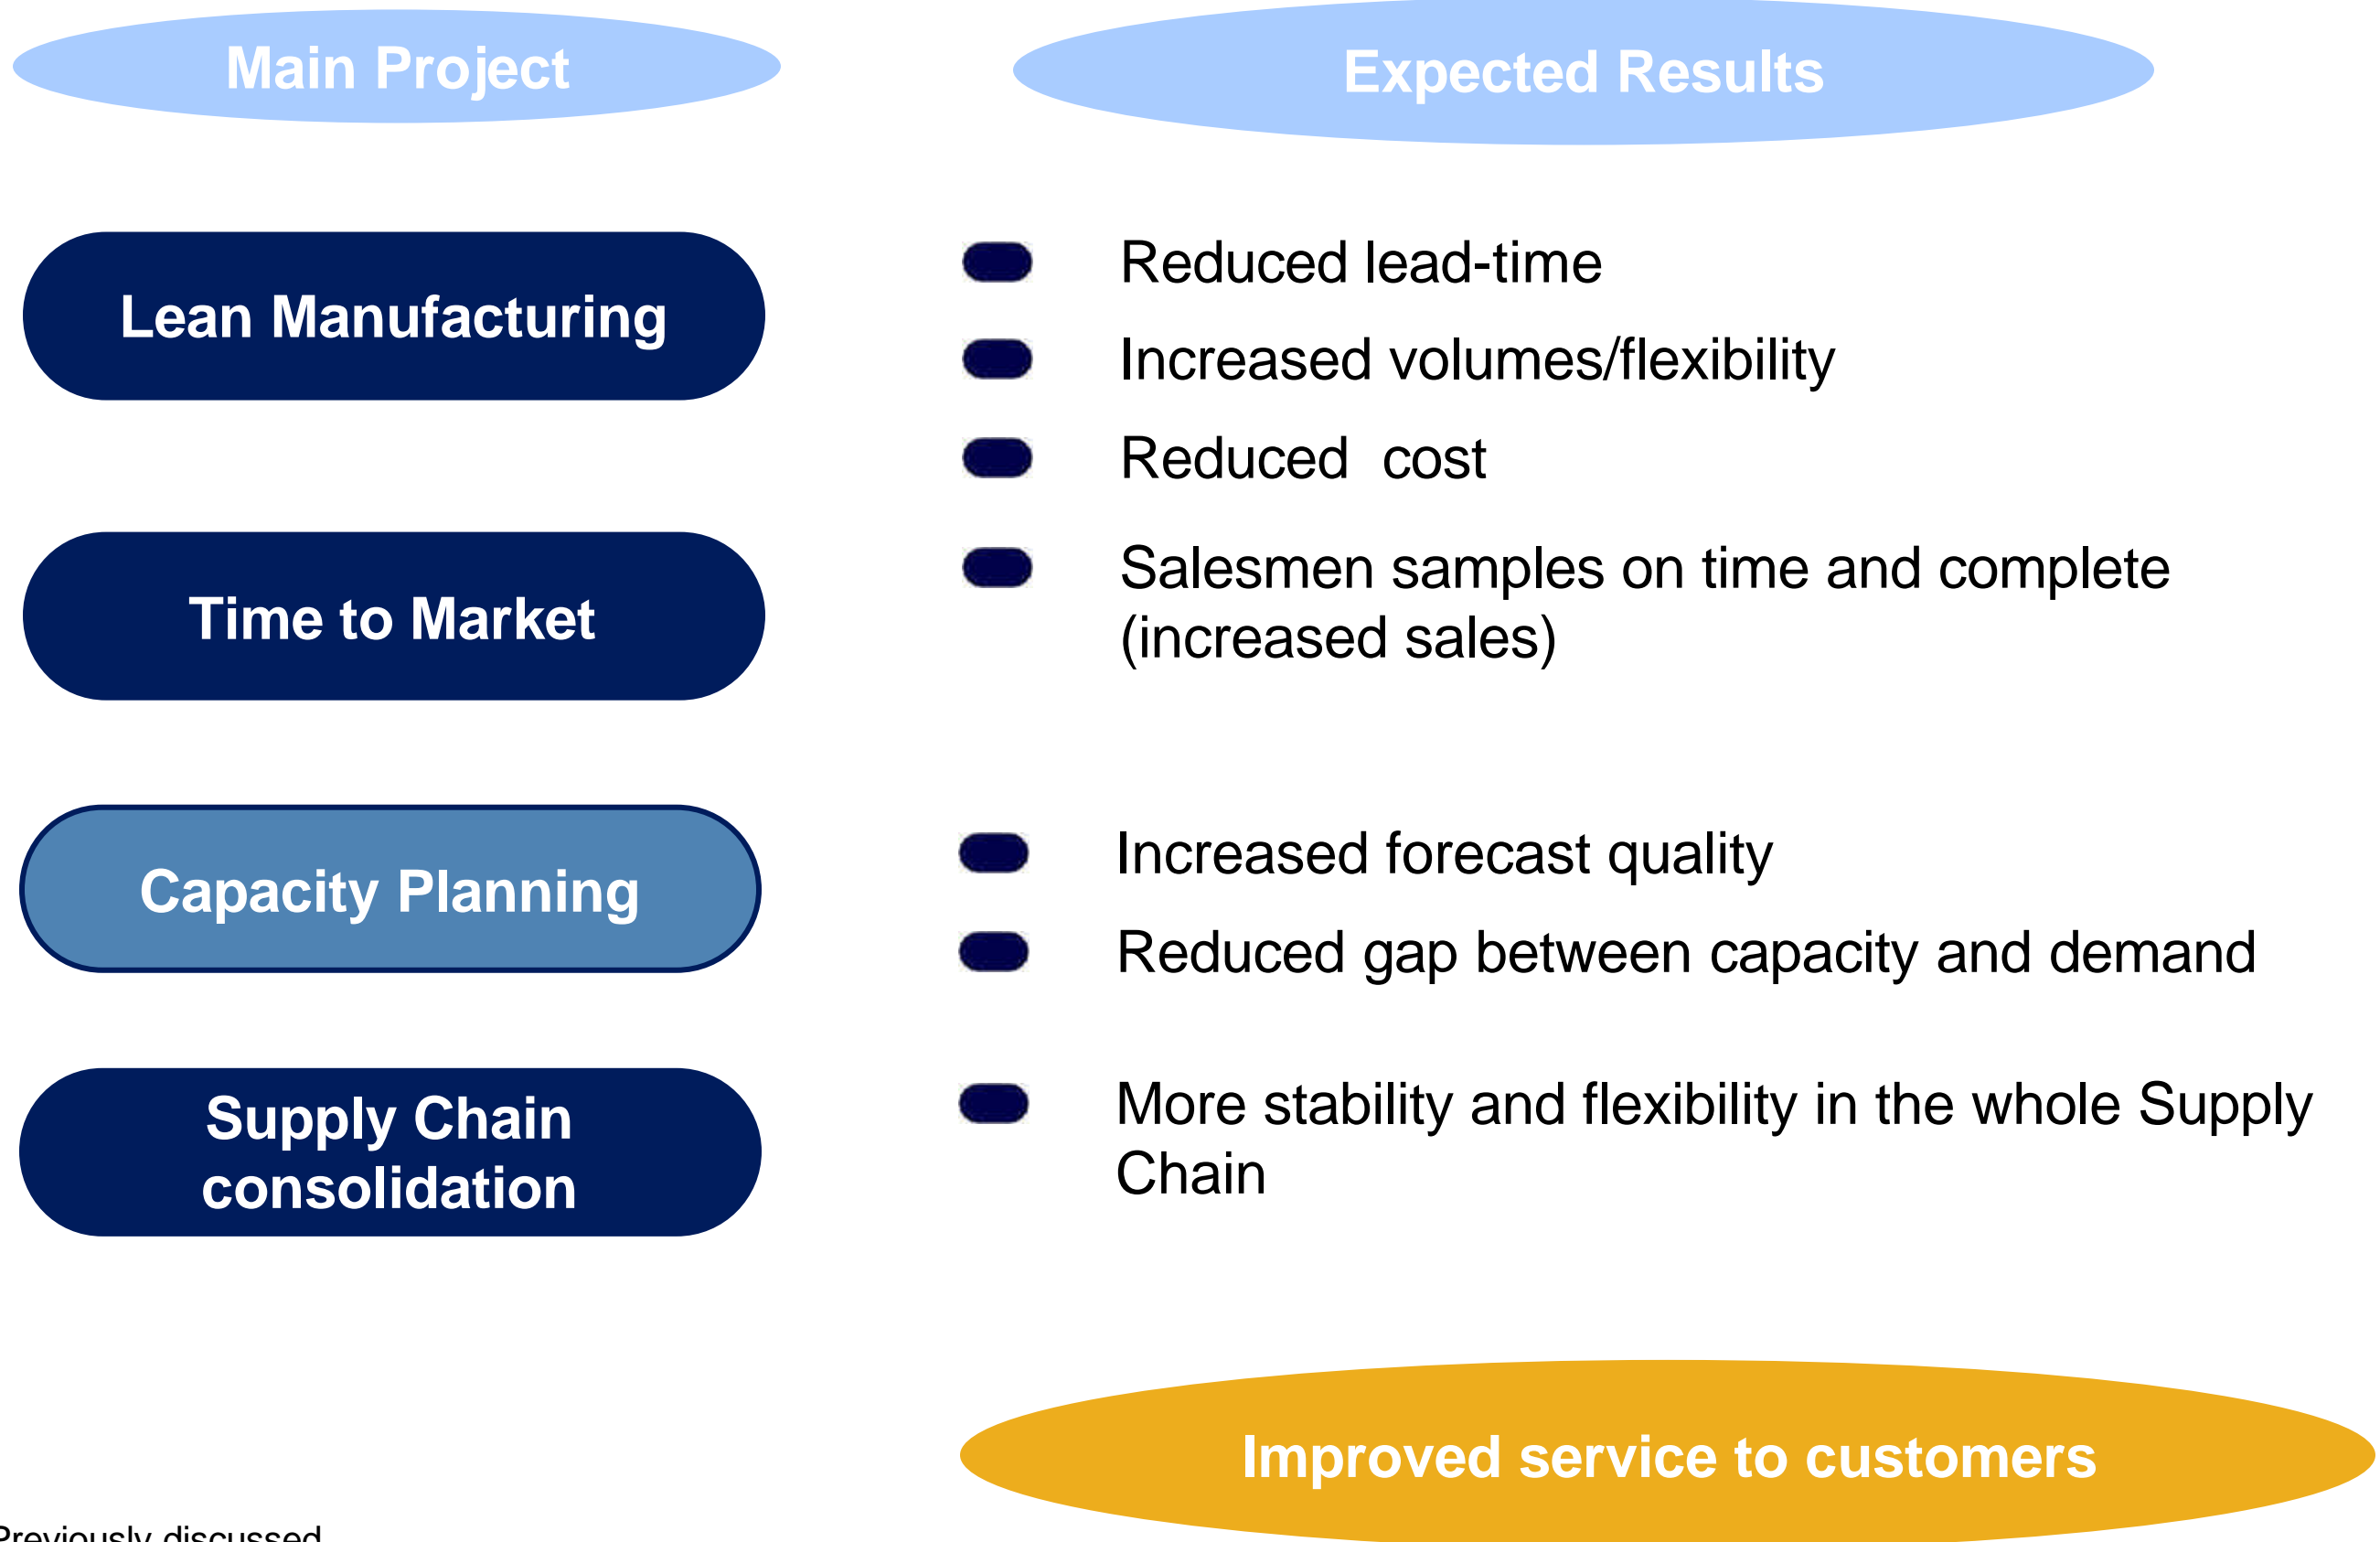 Main Project
Expected Results
Lean Manufacturing
Reduced lead-time
Increased volumes/flexibility
Reduced cost
Time to Market
Salesmen samples on time and complete
(increased sales)
Capacity Planning
Increased forecast quality
Reduced gap between capacity and demand
Supply Chain
consolidation
More stability and flexibility in the whole Supply
Chain
Improved service to customers
Previously discussed